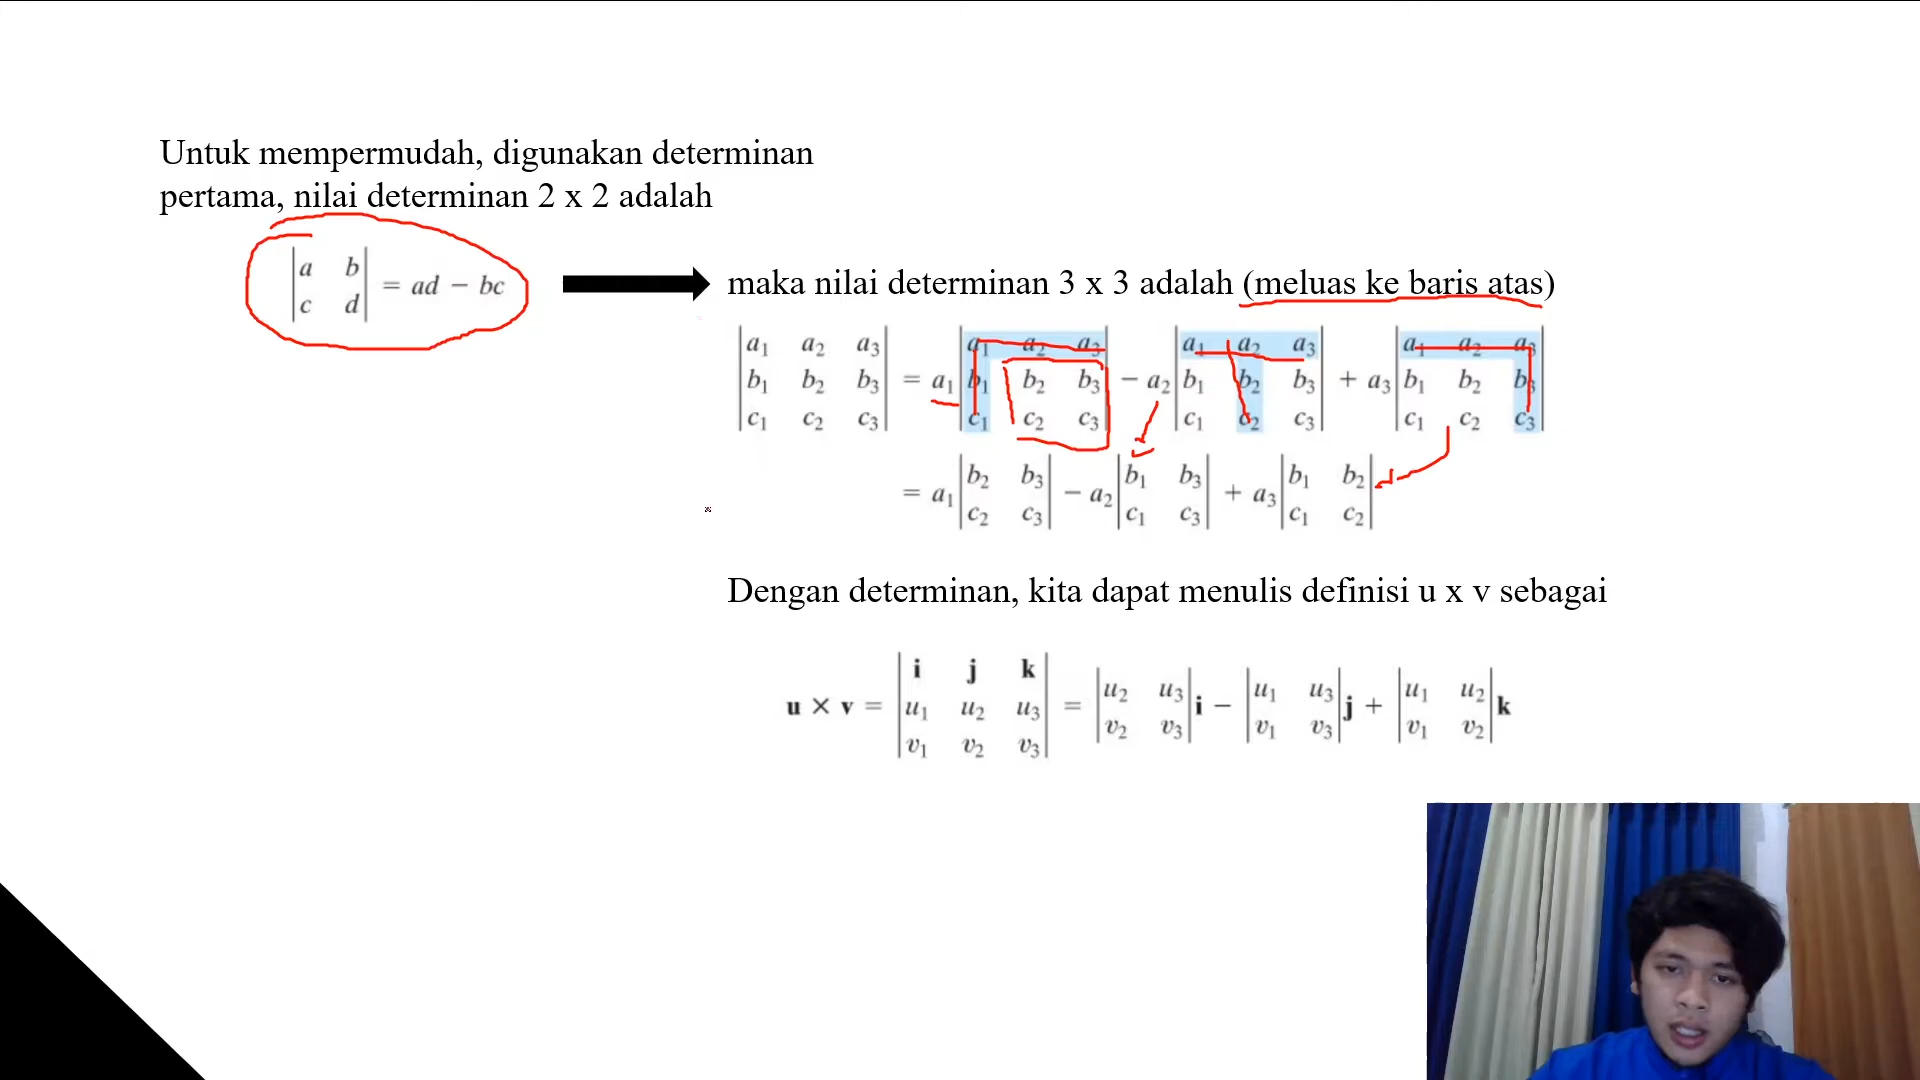 Untuk mempermudah, digunakan determinan
pertama, nilai determinan 2 x 2 adalah
|a b|
|c d| = ad − bc
maka nilai determinan 3 x 3 adalah (meluas ke baris atas)
|a₁ a₂ a₃| = a₁ |a₁ a₂ a₃| − a₂ |a₁ a₂ a₃| + a₃ |a₁ a₂ a₃|
|b₁ b₂ b₃| |b₁ b₂ b₃| |b₁ b₂ b₃| |b₁ b₂ b₃|
|c₁ c₂ c₃| |c₁ c₂ c₃| |c₁ c₂ c₃| |c₁ c₂ c₃|
= a₁ |b₂ b₃| − a₂ |b₁ b₃| + a₃ |b₁ b₂|
|c₂ c₃| |c₁ c₃| |c₁ c₂|
Dengan determinan, kita dapat menulis definisi u x v sebagai
u × v = |i j k| = |u₂ u₃| i − |u₁ u₃| j + |u₁ u₂| k
|u₁ u₂ u₃| |v₂ v₃| |v₁ v₃| |v₁ v₂|
|v₁ v₂ v₃|